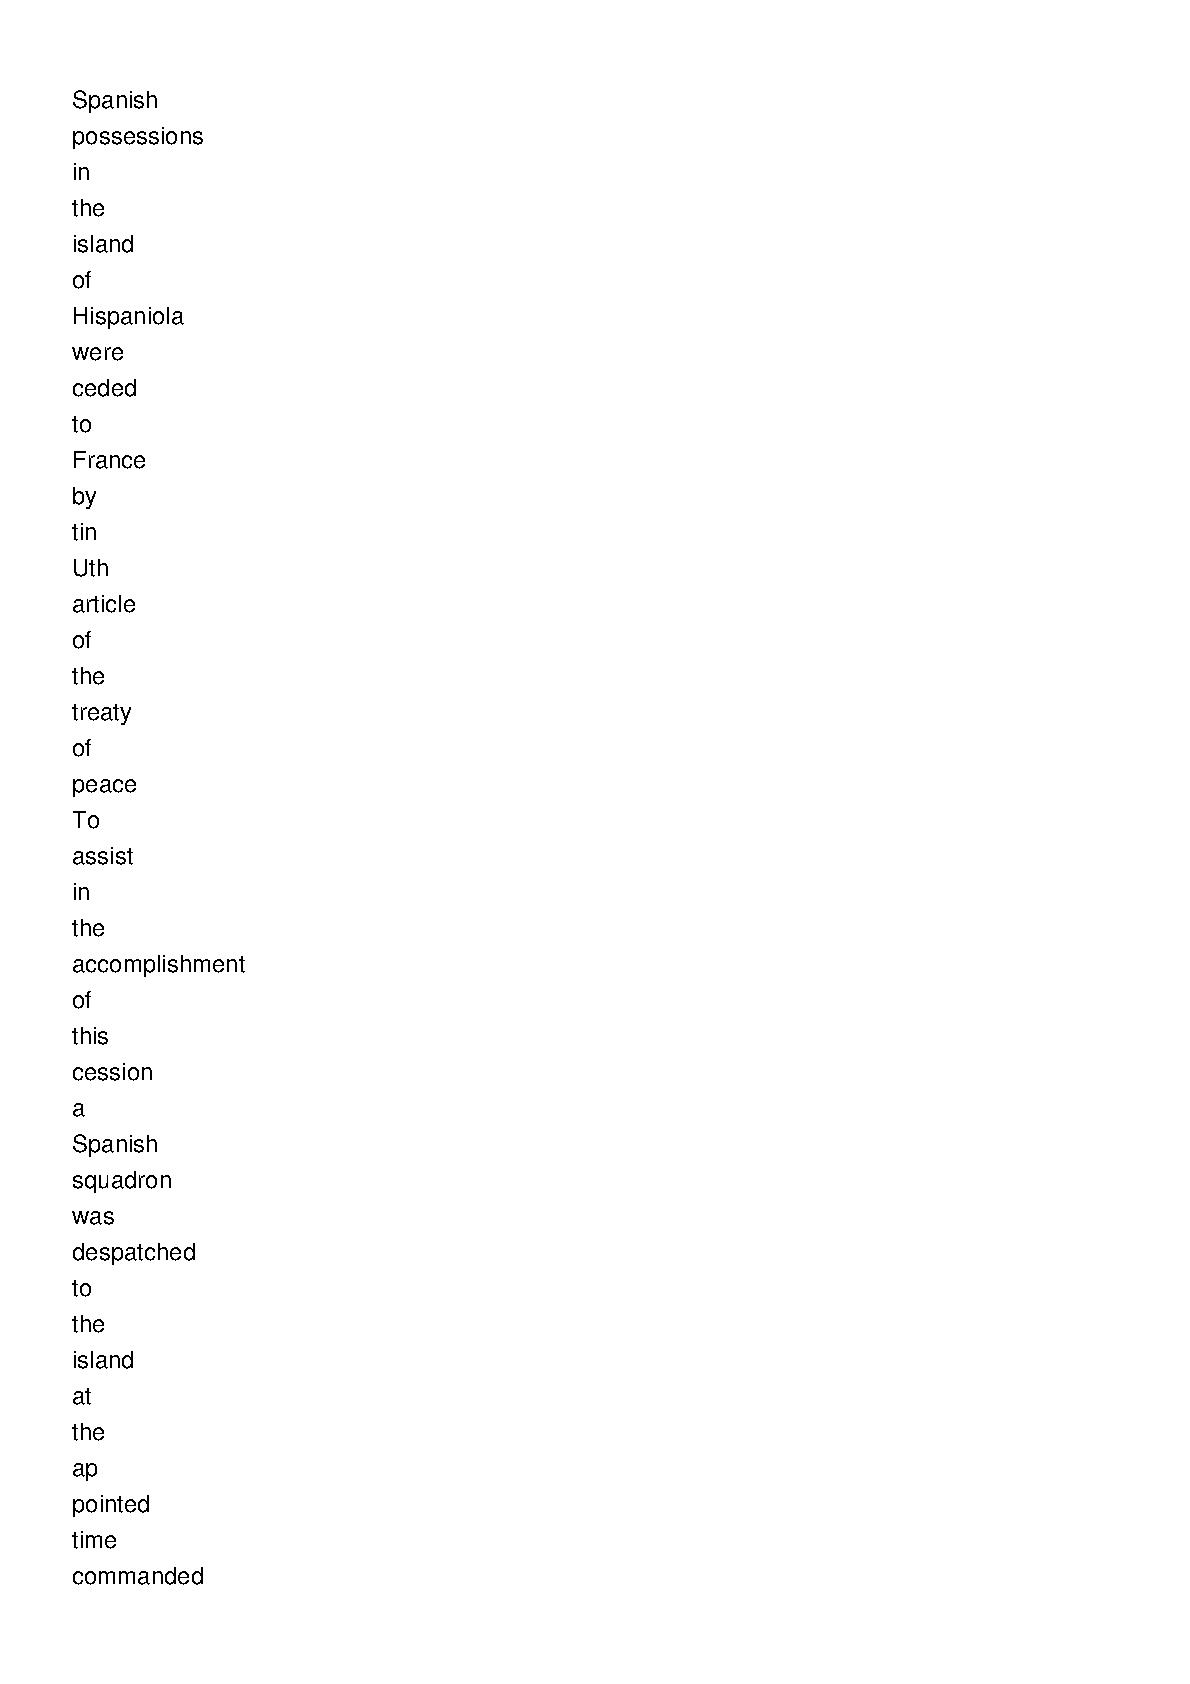 Spanish
possessions
in
the
island
of
Hispaniola
were
ceded
to
France
by
tin
Uth
article
of
the
treaty
of
peace
To
assist
in
the
accomplishment
of
this
cession
a
Spanish
squadron
was
despatched
to
the
island
at
the
ap
pointed
time
commanded